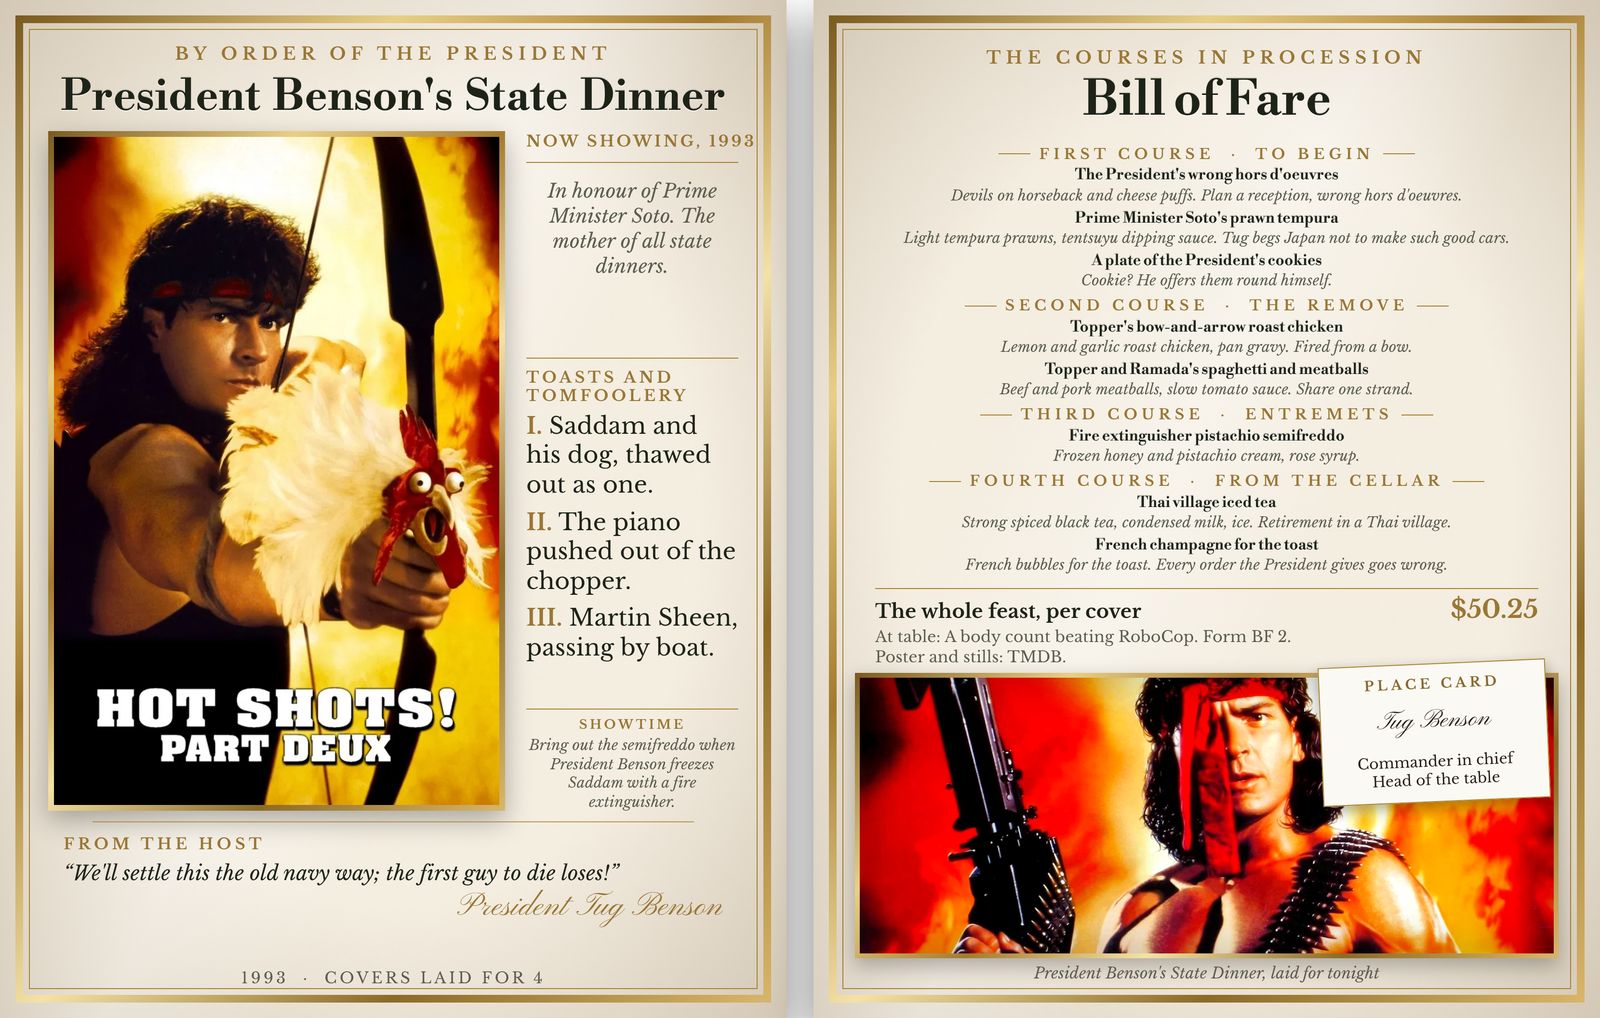 BY ORDER OF THE PRESIDENT
President Benson's State Dinner
NOW SHOWING, 1993
In honour of Prime
Minister Soto. The
mother of all state
dinners.
TOASTS AND
TOMFOOLERY
I. Saddam and
his dog, thawed
out as one.
II. The piano
pushed out of the
chopper.
III. Martin Sheen,
passing by boat.
HOT SHOTS!
PART DEUX
SHOWTIME
Bring out the semifreddo when
President Benson freezes
Saddam with a fire
extinguisher.
FROM THE HOST
“We'll settle this the old navy way; the first guy to die loses!”
President Tug Benson
1993 · COVERS LAID FOR 4
THE COURSES IN PROCESSION
Bill of Fare
FIRST COURSE · TO BEGIN
The President's wrong hors d'oeuvres
Devils on horseback and cheese puffs. Plan a reception, wrong hors d'oeuvres.
Prime Minister Soto's prawn tempura
Light tempura prawns, tentsuyu dipping sauce. Tug begs Japan not to make such good cars.
A plate of the President's cookies
Cookie? He offers them round himself.
SECOND COURSE · THE REMOVE
Topper's bow-and-arrow roast chicken
Lemon and garlic roast chicken, pan gravy. Fired from a bow.
Topper and Ramada's spaghetti and meatballs
Beef and pork meatballs, slow tomato sauce. Share one strand.
THIRD COURSE · ENTREMETS
Fire extinguisher pistachio semifreddo
Frozen honey and pistachio cream, rose syrup.
FOURTH COURSE · FROM THE CELLAR
Thai village iced tea
Strong spiced black tea, condensed milk, ice. Retirement in a Thai village.
French champagne for the toast
French bubbles for the toast. Every order the President gives goes wrong.
The whole feast, per cover $50.25
At table: A body count beating RoboCop. Form BF 2.
Poster and stills: TMDB.
PLACE CARD
Tug Benson
Commander in chief
Head of the table
President Benson's State Dinner, laid for tonight